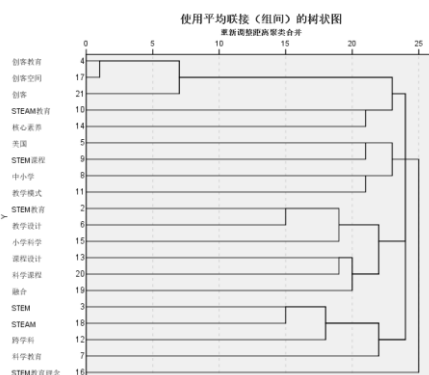 使用平均联接（组间）的树状图
重新调整距离聚类合并
0 5 10 15 20 25
创客教育 4
创客空间 17
创客 21
STEAM教育 10
核心素养 14
美国 5
STEM课程 9
中小学 8
教学模式 11
STEM教育 2
教学设计 6
小学科学 15
课程设计 13
科学课程 20
融合 19
STEM 3
STEAM 18
跨学科 12
科学教育 7
STEM教育理念 16
Y